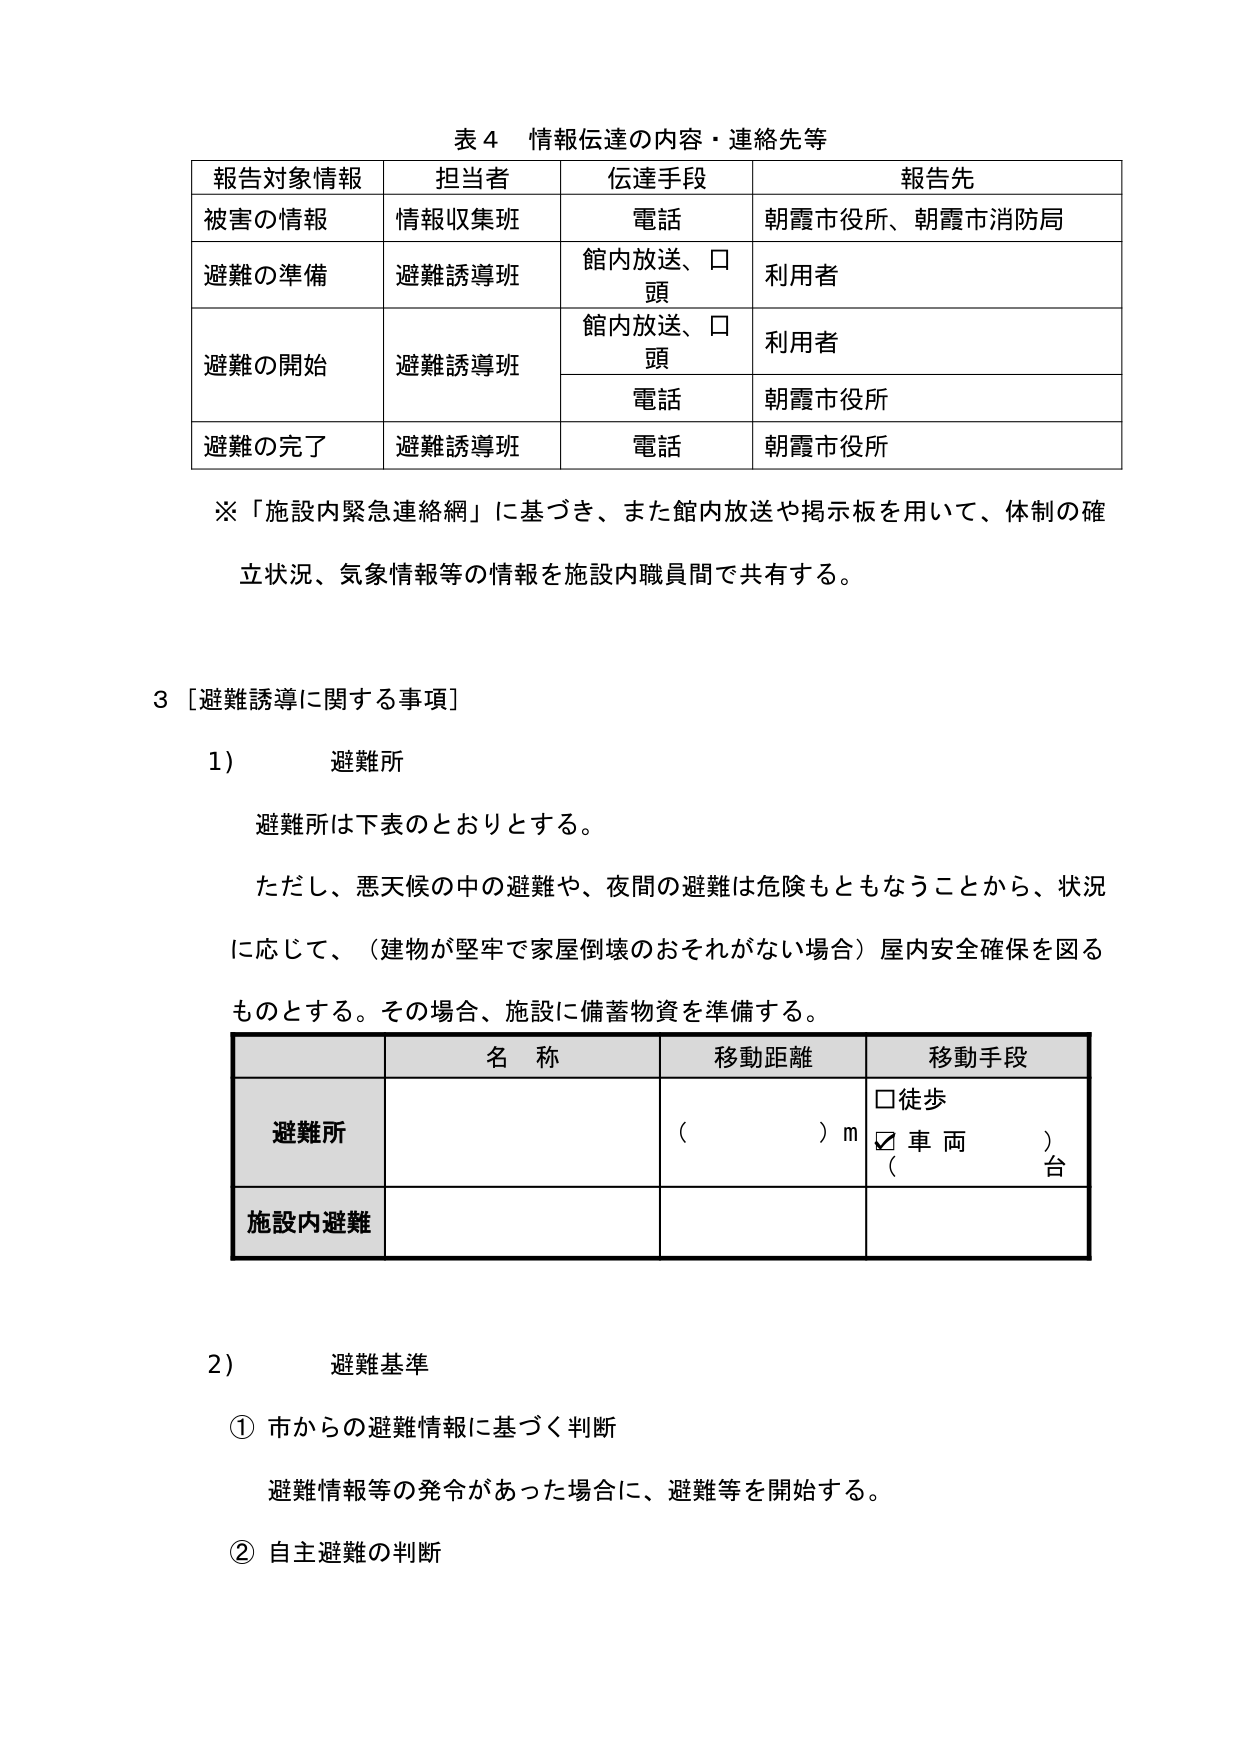 表４　情報伝達の内容・連絡先等
報告対象情報　担当者　伝達手段　報告先
被害の情報　情報収集班　電話　朝霞市役所、朝霞市消防局
避難の準備　避難誘導班　館内放送、口頭　利用者
避難の開始　避難誘導班　館内放送、口頭　利用者
電話　朝霞市役所
避難の完了　避難誘導班　電話　朝霞市役所
※「施設内緊急連絡網」に基づき、また館内放送や掲示板を用いて、体制の確
立状況、気象情報等の情報を施設内職員間で共有する。
３［避難誘導に関する事項］
1)　避難所
避難所は下表のとおりとする。
ただし、悪天候の中の避難や、夜間の避難は危険もともなうことから、状況
に応じて、（建物が堅牢で家屋倒壊のおそれがない場合）屋内安全確保を図る
ものとする。その場合、施設に備蓄物資を準備する。
名　称　移動距離　移動手段
避難所　（　　　　　）m　□徒歩
☑車両（　　　）台
施設内避難
2)　避難基準
① 市からの避難情報に基づく判断
避難情報等の発令があった場合に、避難等を開始する。
② 自主避難の判断